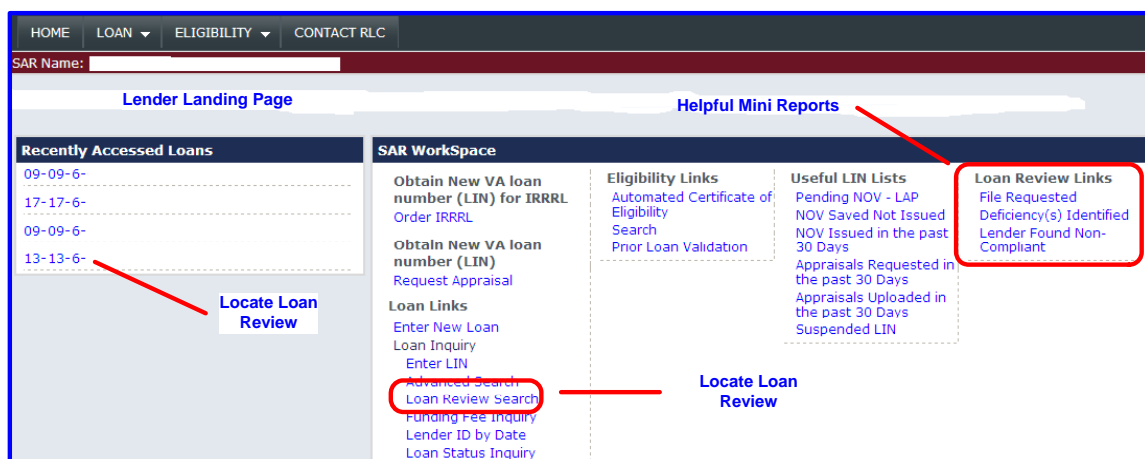 HOME LOAN ELIGIBILITY CONTACT RLC
SAR Name:
Lender Landing Page
Helpful Mini Reports
Recently Accessed Loans
09-09-6-
17-17-6-
09-09-6-
13-13-6-
Locate Loan
Review
SAR WorkSpace
Obtain New VA loan
number (LIN) for IRRRL
Order IRRRL
Obtain New VA loan
number (LIN)
Request Appraisal
Loan Links
Enter New Loan
Loan Inquiry
Enter LIN
Advanced Search
Loan Review Search
Funding Fee Inquiry
Lender ID by Date
Loan Status Inquiry
Locate Loan
Review
Eligibility Links
Automated Certificate of
Eligibility
Search
Prior Loan Validation
Useful LIN Lists
Pending NOV - LAP
NOV Saved Not Issued
NOV Issued in the past
30 Days
Appraisals Requested in
the past 30 Days
Appraisals Uploaded in
the past 30 Days
Suspended LIN
Loan Review Links
File Requested
Deficiency(s) Identified
Lender Found Non-
Compliant